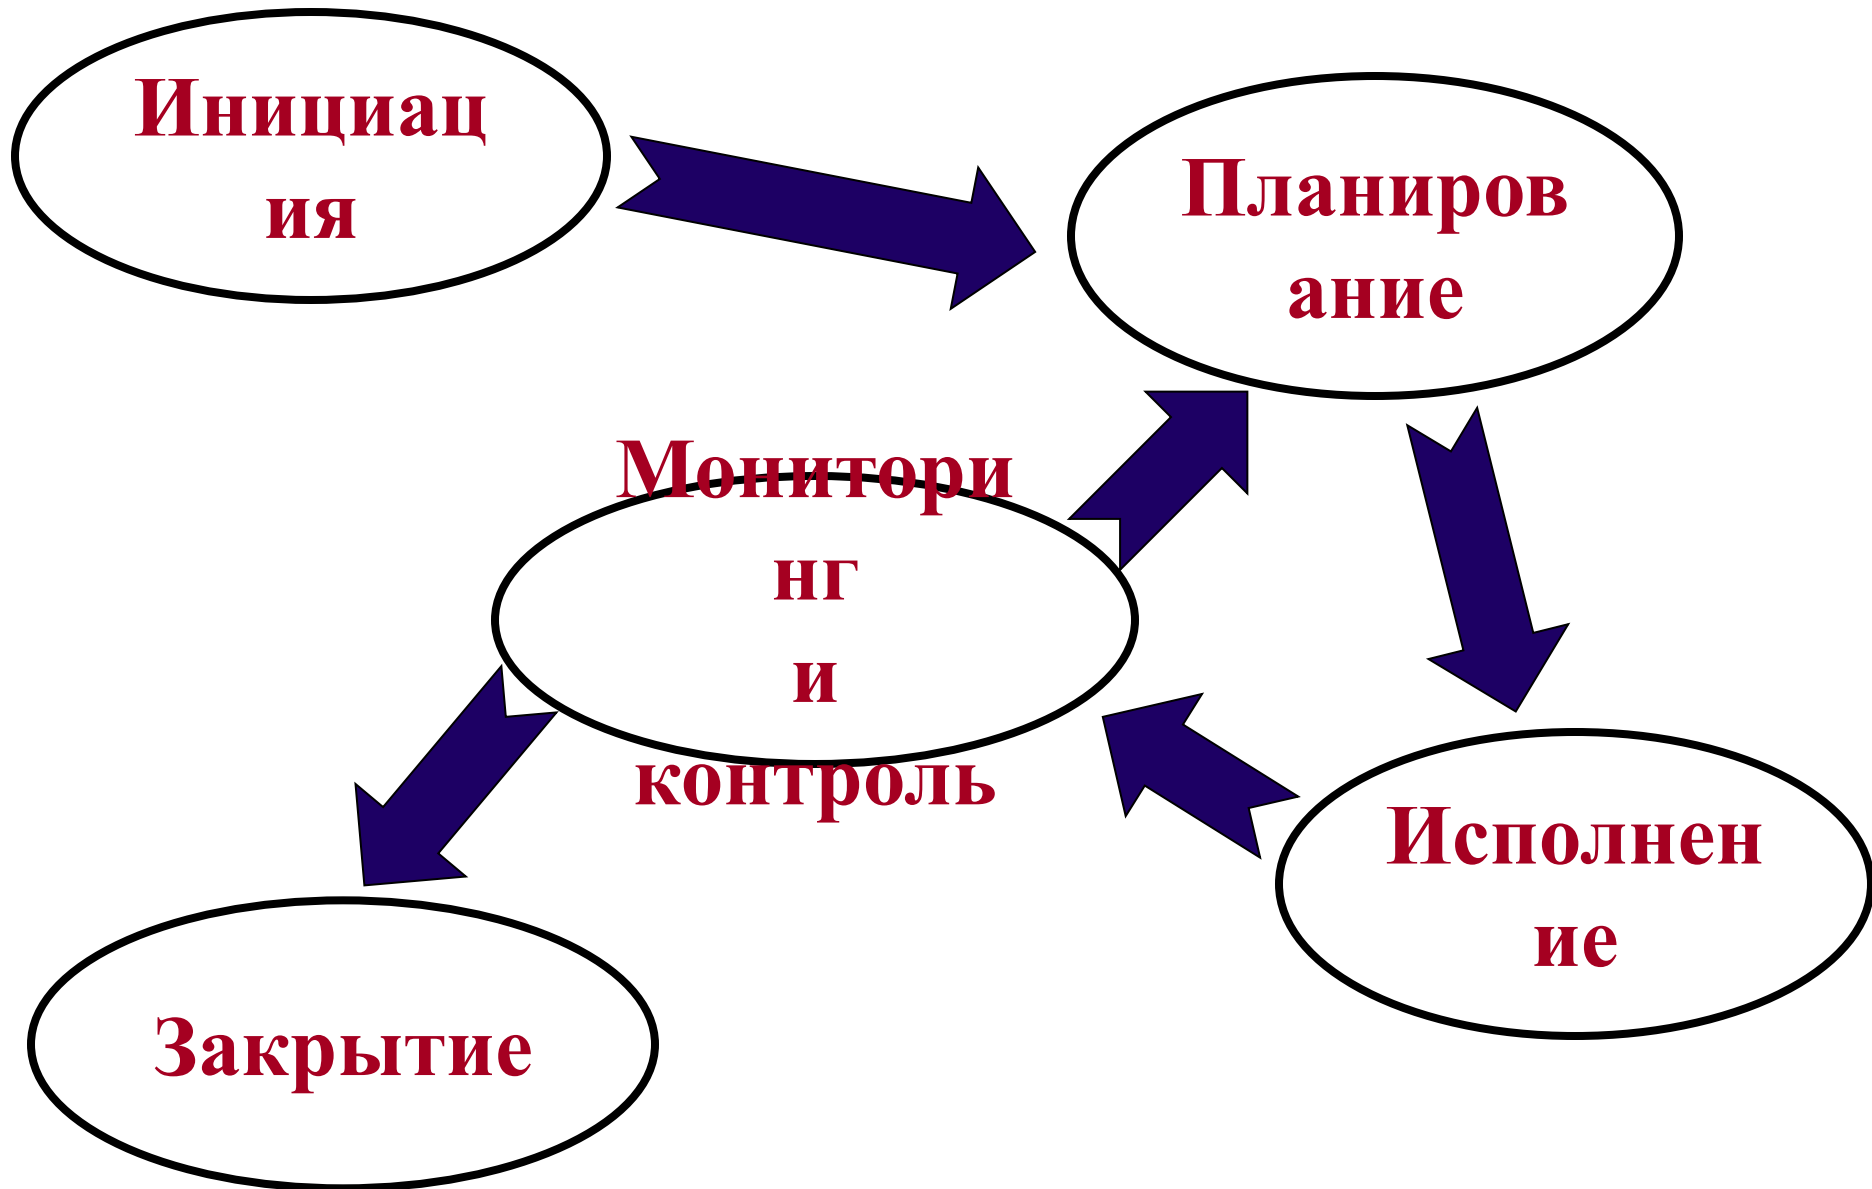 Инициац
ия
Планиров
ание
Монитори
нг
и
контроль
Исполнен
ие
Закрытие